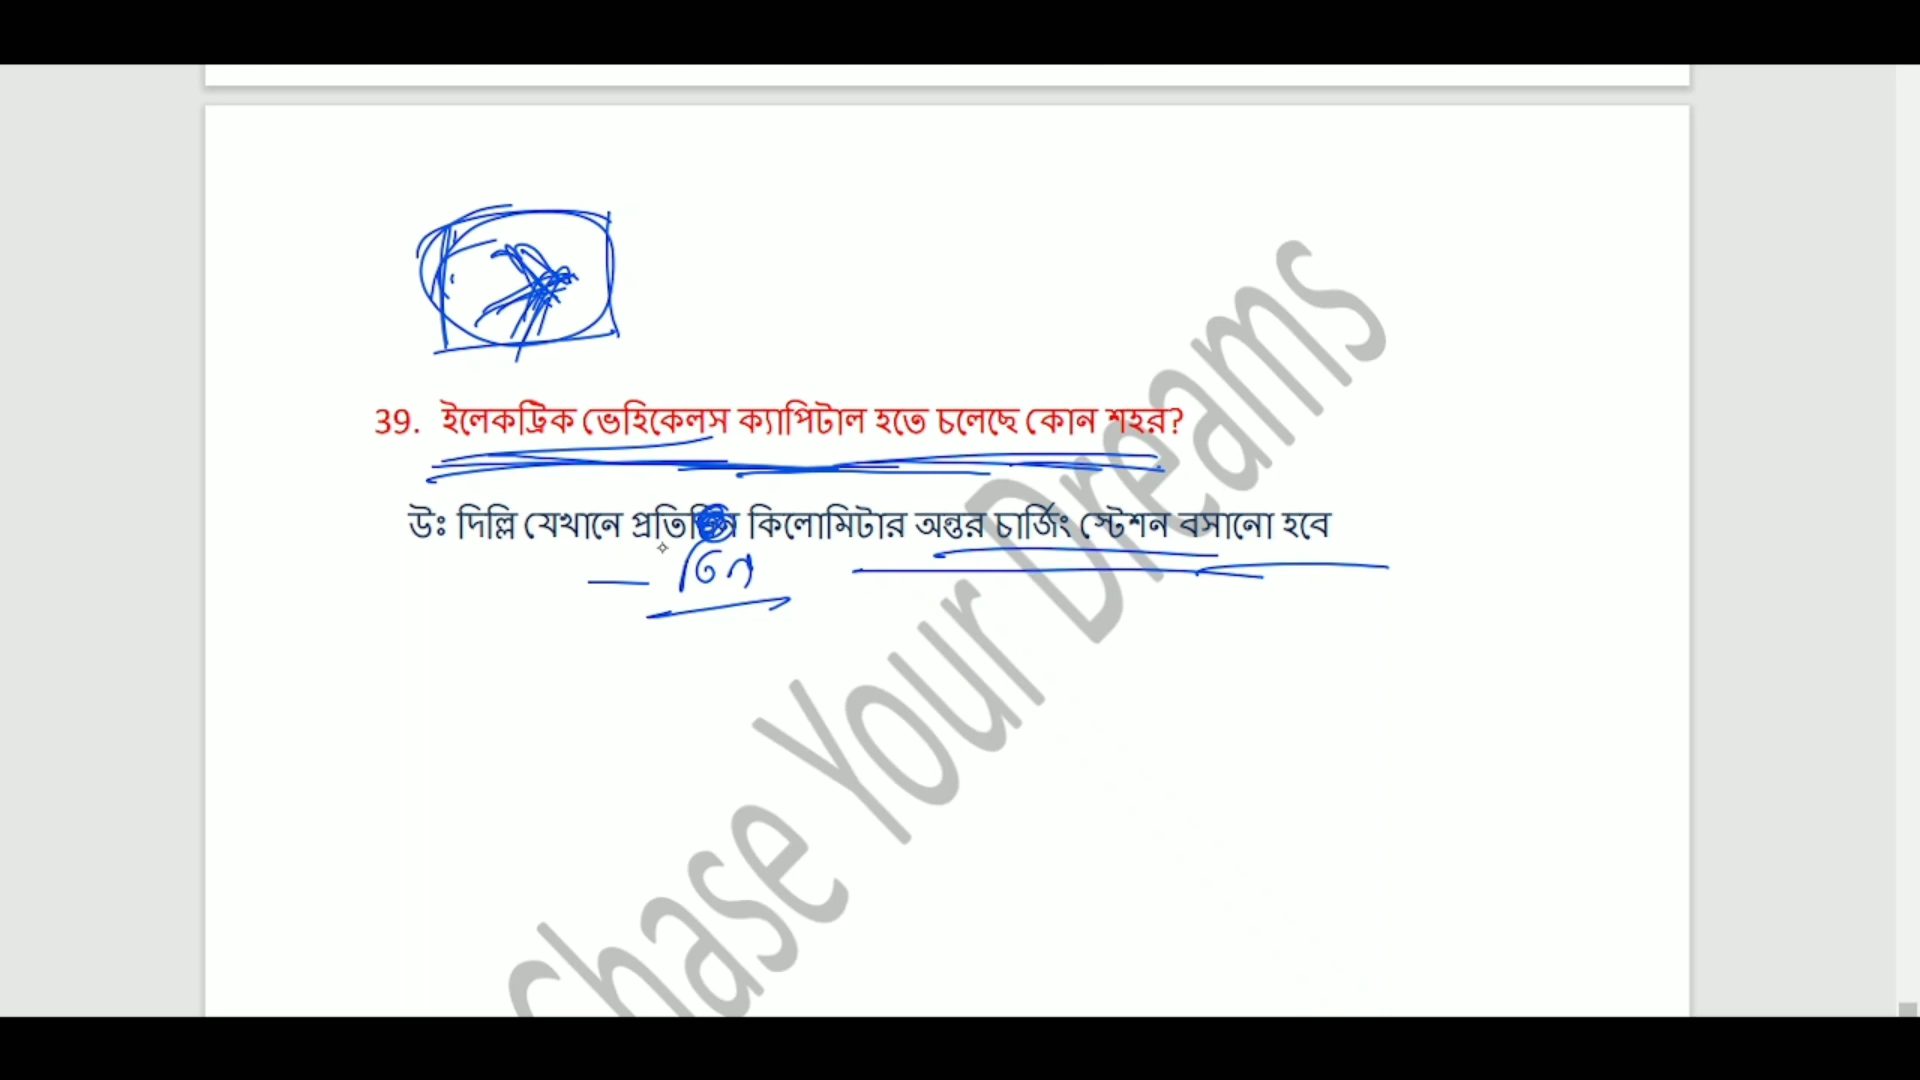 39. ইলেকট্রিক ভেহিকেলস ক্যাপিটাল হতে চলেছে কোন শহর?
উঃ দিল্লি যেখানে প্রতি কিলোমিটার অন্তর চার্জিং স্টেশন বসানো হবে
তিন
Chase Your Dreams